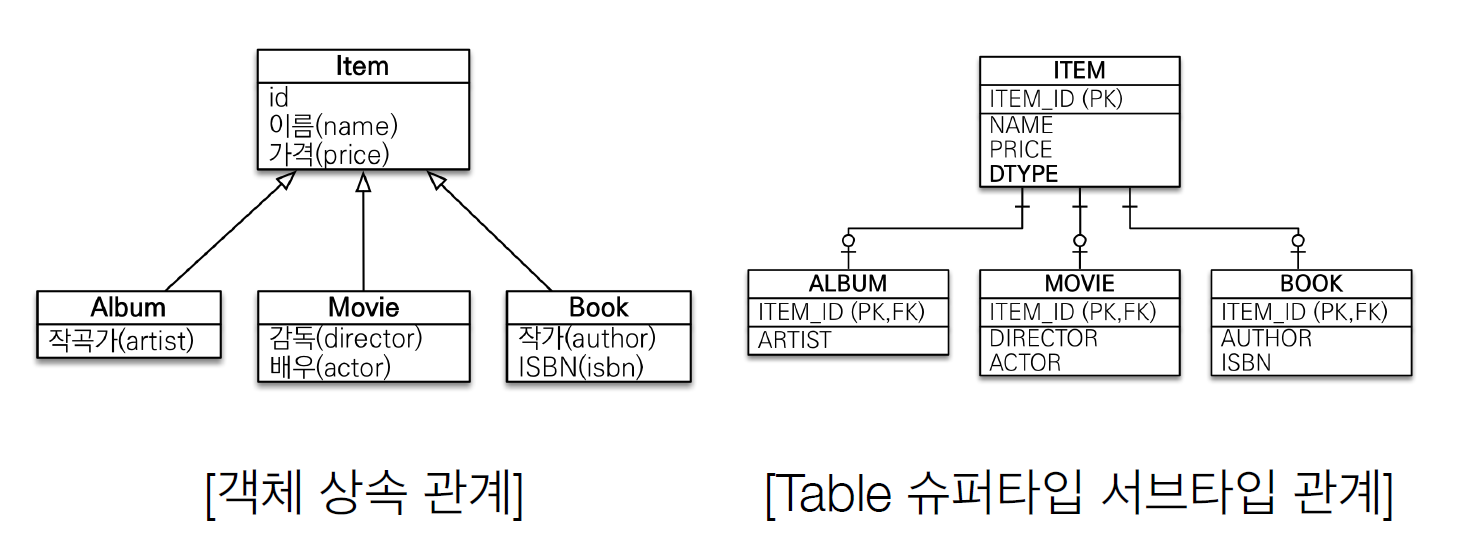 Item
id
이름(name)
가격(price)
Album
작곡가(artist)
Movie
감독(director)
배우(actor)
Book
작가(author)
ISBN(isbn)
[객체 상속 관계]
ITEM
ITEM_ID (PK)
NAME
PRICE
DTYPE
ALBUM
ITEM_ID (PK,FK)
ARTIST
MOVIE
ITEM_ID (PK,FK)
DIRECTOR
ACTOR
BOOK
ITEM_ID (PK,FK)
AUTHOR
ISBN
[Table 슈퍼타입 서브타입 관계]